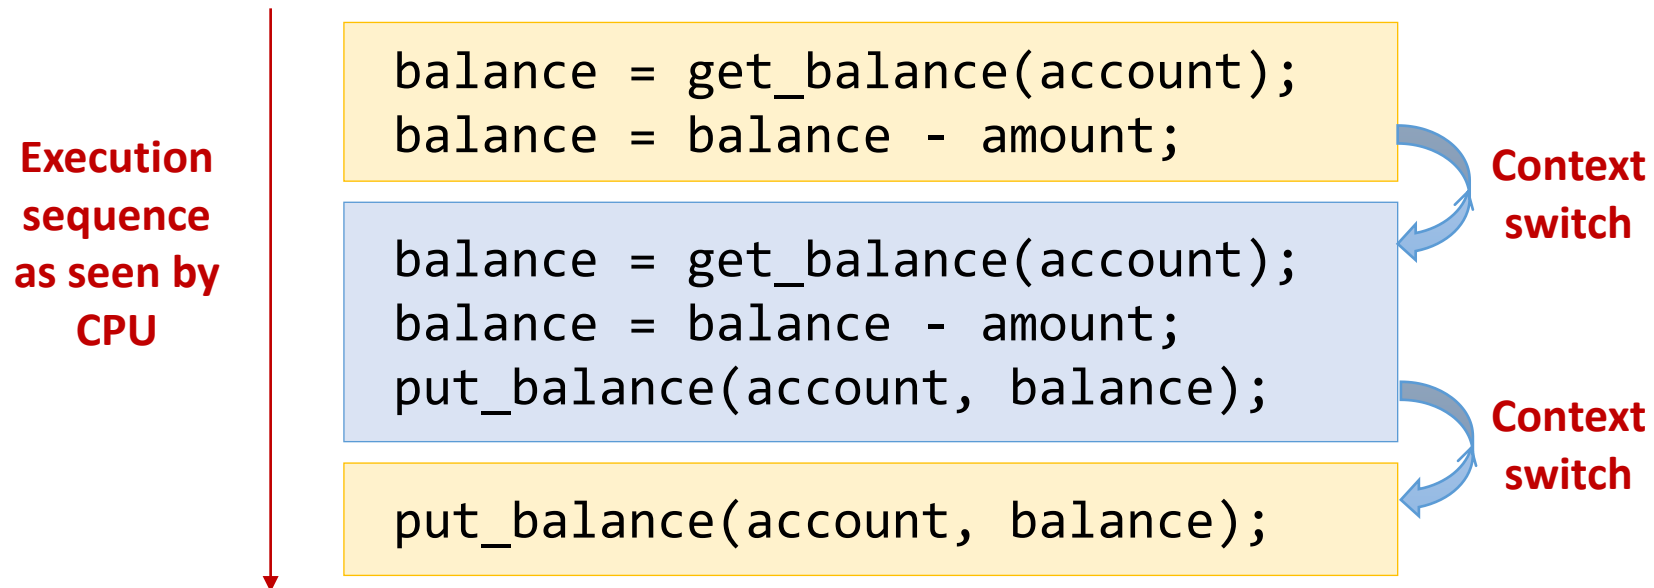 Execution
sequence
as seen by
CPU
balance = get_balance(account);
balance = balance - amount;
Context
switch
balance = get_balance(account);
balance = balance - amount;
put_balance(account, balance);
Context
switch
put_balance(account, balance);